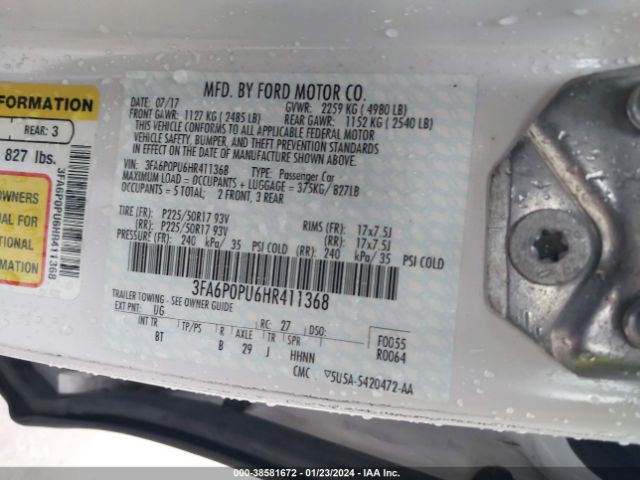 FORMATION
REAR: 3
827 lbs.
OWNERS
UAL FOR
TIONAL
RMATION
3FA6P0PU6HR411368
MFD. BY FORD MOTOR CO.
DATE: 07/17 GVWR: 2259 KG ( 4980 LB)
FRONT GAWR: 1127 KG ( 2485 LB) REAR GAWR: 1152 KG ( 2540 LB)
THIS VEHICLE CONFORMS TO ALL APPLICABLE FEDERAL MOTOR
VEHICLE SAFETY, BUMPER, AND THEFT PREVENTION STANDARDS
IN EFFECT ON THE DATE OF MANUFACTURE SHOWN ABOVE.
VIN: 3FA6P0PU6HR411368 TYPE: Passenger Car
MAXIMUM LOAD = OCCUPANTS + LUGGAGE = 375KG/ 827LB
OCCUPANTS = 5 TOTAL: 2 FRONT, 3 REAR
TIRE (FR): P225/50R17 93V RIMS (FR): 17x7.5J
(RR): P225/50R17 93V (RR): 17x7.5J
PRESSURE (FR): 240 kPa/ 35 PSI COLD (RR): 240 kPa/ 35 PSI COLD
3FA6P0PU6HR411368
TRAILER TOWING - SEE OWNER GUIDE
EXT PNT: UG RC: 27 DSO: F0055
INT TR TP/PS R AXLE TR SPR R0064
BT B 29 J HHNN
CMC ▽5U5A-5420472-AA
000-38581672 - 01/23/2024 - IAA Inc.